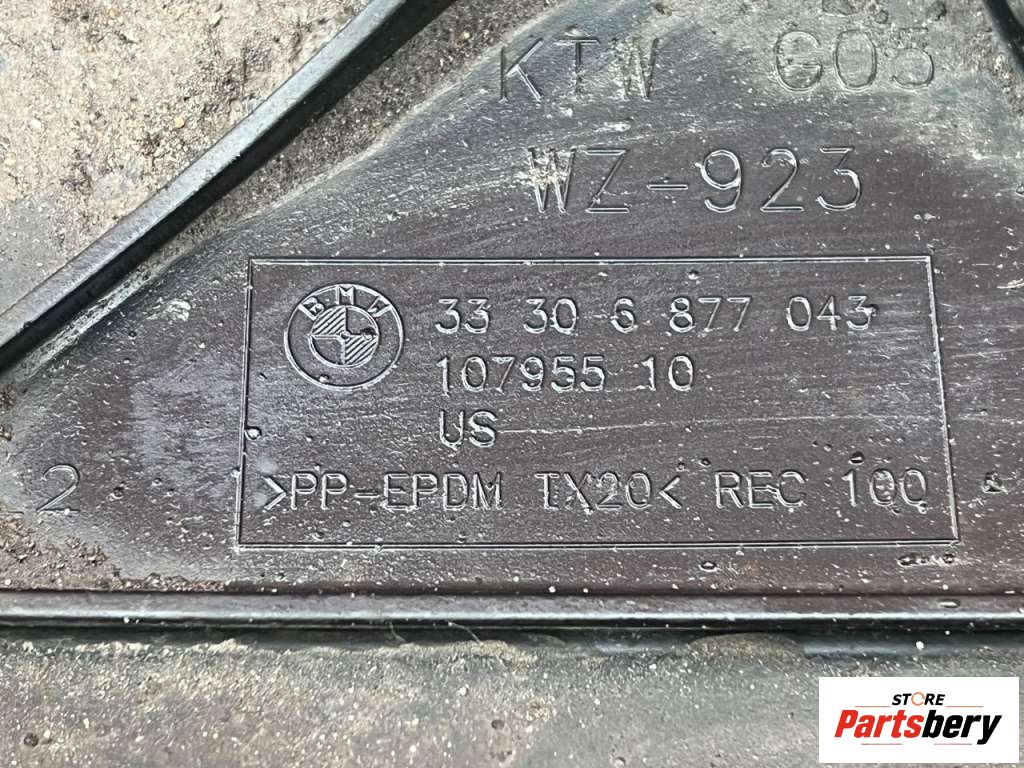 KTW G05
WZ-923
BMW
33 30 6 877 043
107955 10
US
>PP-EPDM TX20< REC 100
2
STORE
Partsbery